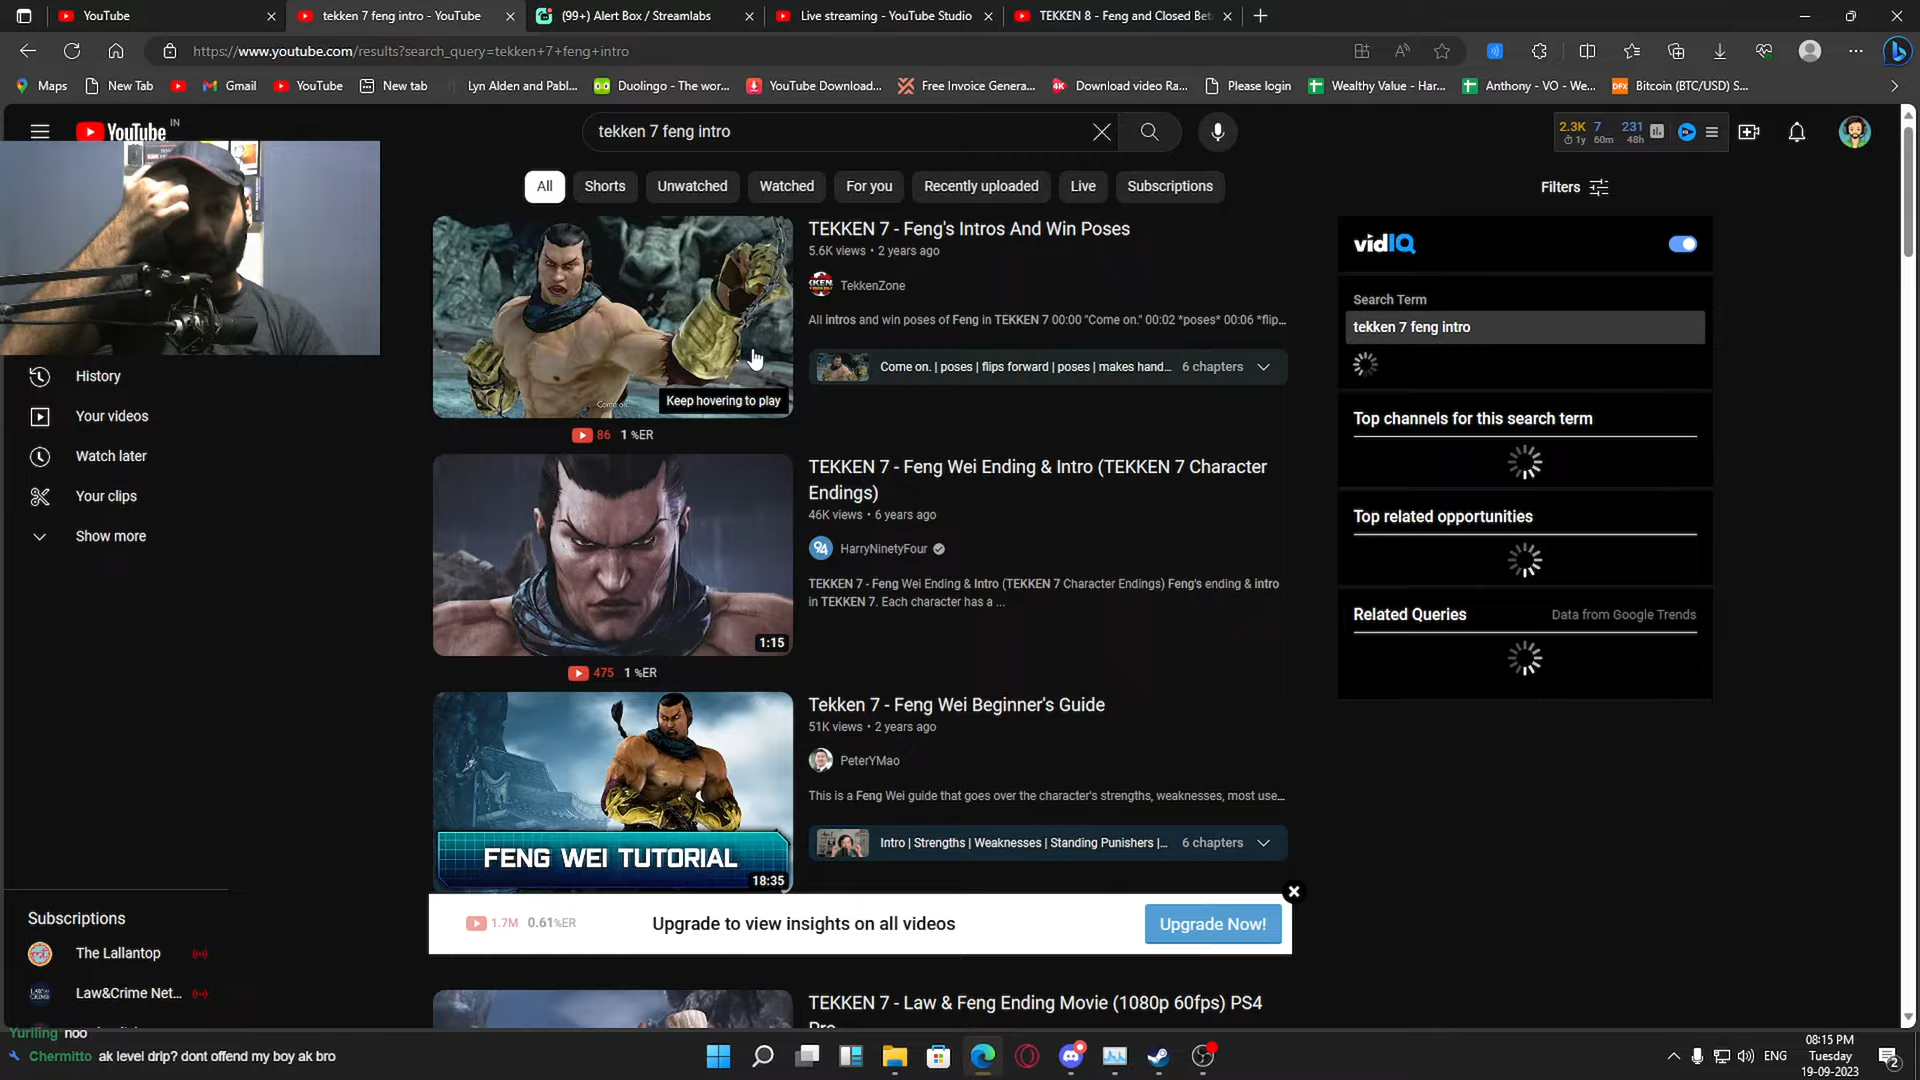 YouTube
tekken 7 feng intro - YouTube
(99+) Alert Box / Streamlabs
Live streaming - YouTube Studio
TEKKEN 8 - Feng and Closed Bet
https://www.youtube.com/results?search_query=tekken+7+feng+intro
Maps
New Tab
Gmail
YouTube
New tab
Lyn Alden and Pabl...
Duolingo - The wor...
YouTube Download...
Free Invoice Genera...
4K
Download video Ra...
Please login
Wealthy Value - Har...
Anthony - VO - We...
DFX
Bitcoin (BTC/USD) S...
YouTube IN
tekken 7 feng intro
2.3K 7 231
1y 60m 48h
All
Shorts
Unwatched
Watched
For you
Recently uploaded
Live
Subscriptions
Filters
History
Your videos
Watch later
Your clips
Show more
Subscriptions
The Lallantop
Law&Crime Net...
Come on.
Keep hovering to play
TEKKEN 7 - Feng's Intros And Win Poses
5.6K views • 2 years ago
TekkenZone
All intros and win poses of Feng in TEKKEN 7 00:00 "Come on." 00:02 *poses* 00:06 *flip...
Come on. | poses | flips forward | poses | makes hand... 6 chapters
86 1 %ER
1:15
TEKKEN 7 - Feng Wei Ending & Intro (TEKKEN 7 Character
Endings)
46K views • 6 years ago
94
HarryNinetyFour
TEKKEN 7 - Feng Wei Ending & Intro (TEKKEN 7 Character Endings) Feng's ending & intro
in TEKKEN 7. Each character has a ...
475 1 %ER
FENG WEI TUTORIAL
18:35
Tekken 7 - Feng Wei Beginner's Guide
51K views • 2 years ago
PeterYMao
This is a Feng Wei guide that goes over the character's strengths, weaknesses, most use...
Intro | Strengths | Weaknesses | Standing Punishers |... 6 chapters
1.7M 0.61%ER
Upgrade to view insights on all videos
Upgrade Now!
TEKKEN 7 - Law & Feng Ending Movie (1080p 60fps) PS4
Pro
vidIQ
Search Term
tekken 7 feng intro
Top channels for this search term
Top related opportunities
Related Queries
Data from Google Trends
Yuriling noo
Chermitto ak level drip? dont offend my boy ak bro
ENG
08:15 PM
Tuesday
19-09-2023
2